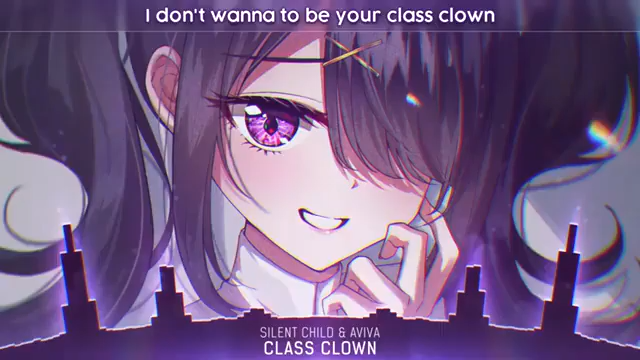 I don't wanna to be your class clown
SILENT CHILD & AVIVA
CLASS CLOWN